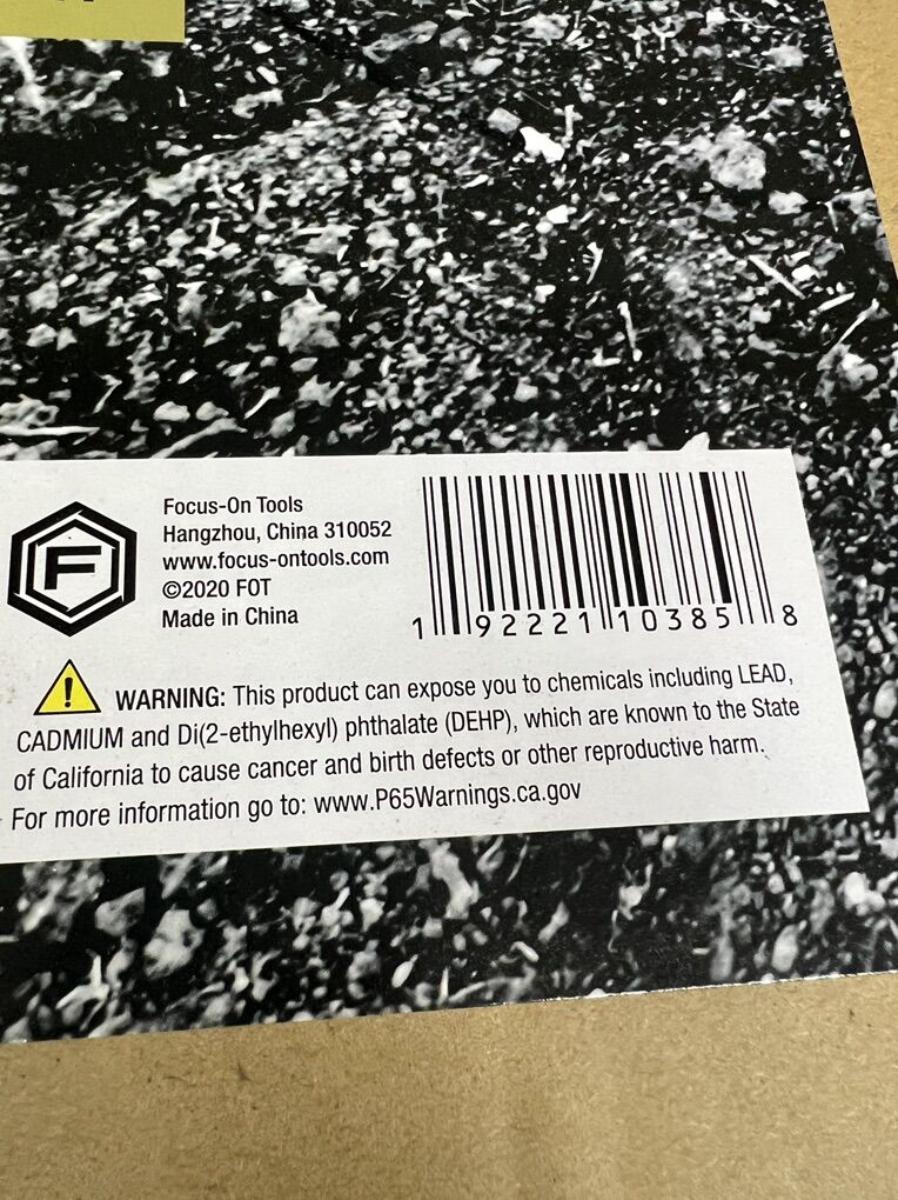 F
Focus-On Tools
Hangzhou, China 310052
www.focus-ontools.com
©2020 FOT
Made in China
1 92221 10385 8
! WARNING: This product can expose you to chemicals including LEAD,
CADMIUM and Di(2-ethylhexyl) phthalate (DEHP), which are known to the State
of California to cause cancer and birth defects or other reproductive harm.
For more information go to: www.P65Warnings.ca.gov